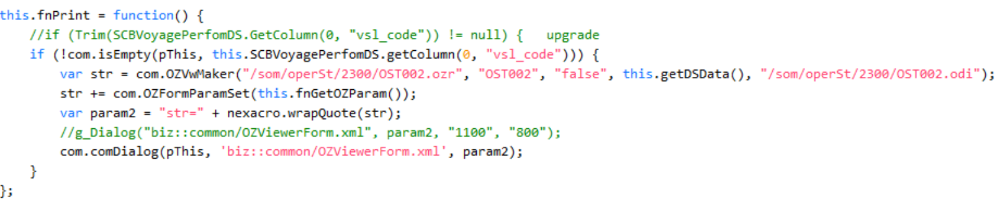 this.fnPrint = function() {
    //if (Trim(SCBVoyagePerfomDS.GetColumn(0, "vsl_code")) != null) {   upgrade
    if (!com.isEmpty(pThis, this.SCBVoyagePerfomDS.getColumn(0, "vsl_code"))) {
        var str = com.OZVwMaker("/som/operSt/2300/OST002.ozr", "OST002", "false", this.getDSData(), "/som/operSt/2300/OST002.odi");
        str += com.OZFormParamSet(this.fnGetOZParam());
        var param2 = "str=" + nexacro.wrapQuote(str);
        //g_Dialog("biz::common/OZViewerForm.xml", param2, "1100", "800");
        com.comDialog(pThis, 'biz::common/OZViewerForm.xml', param2);
    }
};